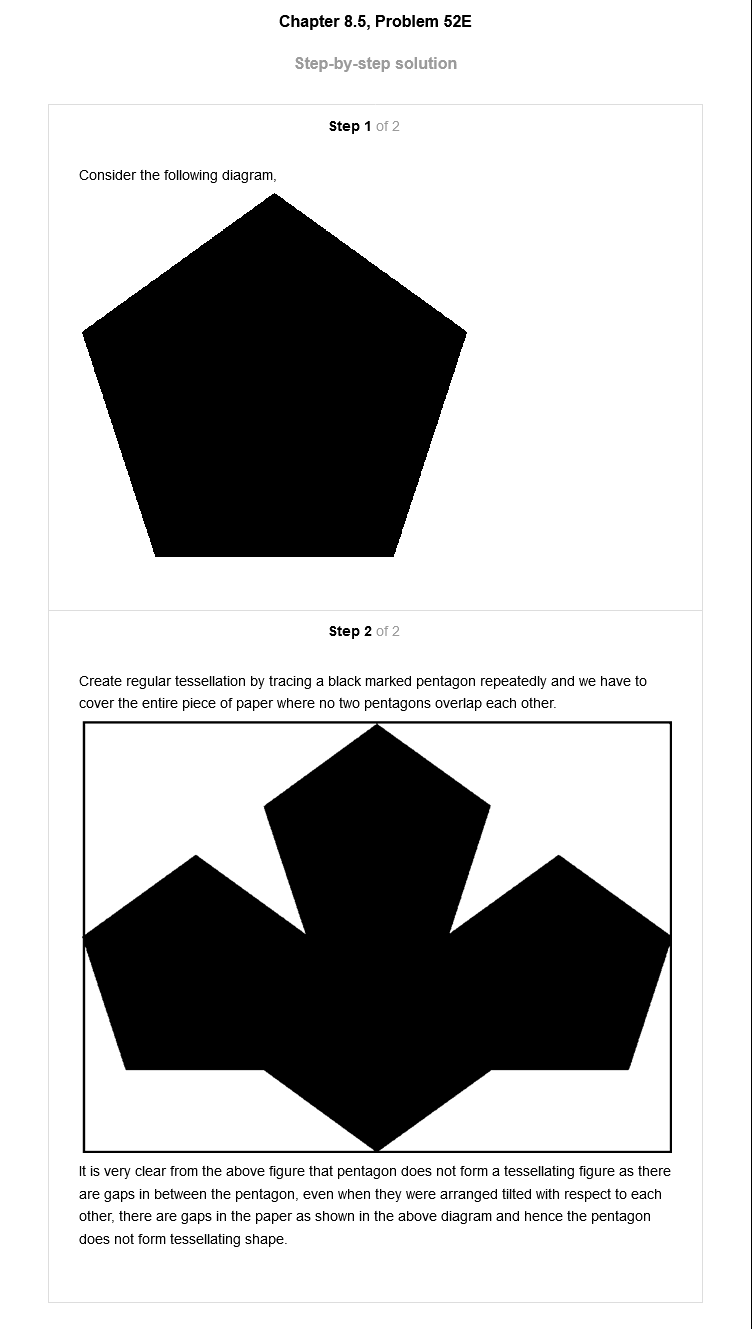 Chapter 8.5, Problem 52E
Step-by-step solution
Step 1 of 2
Consider the following diagram,
Step 2 of 2
Create regular tessellation by tracing a black marked pentagon repeatedly and we have to
cover the entire piece of paper where no two pentagons overlap each other.
It is very clear from the above figure that pentagon does not form a tessellating figure as there
are gaps in between the pentagon, even when they were arranged tilted with respect to each
other, there are gaps in the paper as shown in the above diagram and hence the pentagon
does not form tessellating shape.